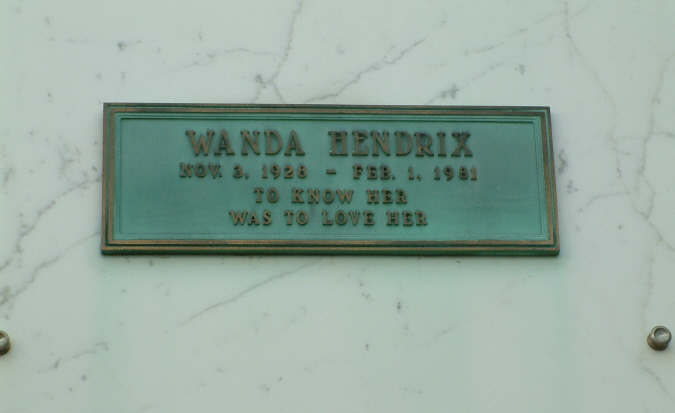 WANDA HENDRIX
NOV. 3, 1928 - FEB. 1, 1981
TO KNOW HER
WAS TO LOVE HER